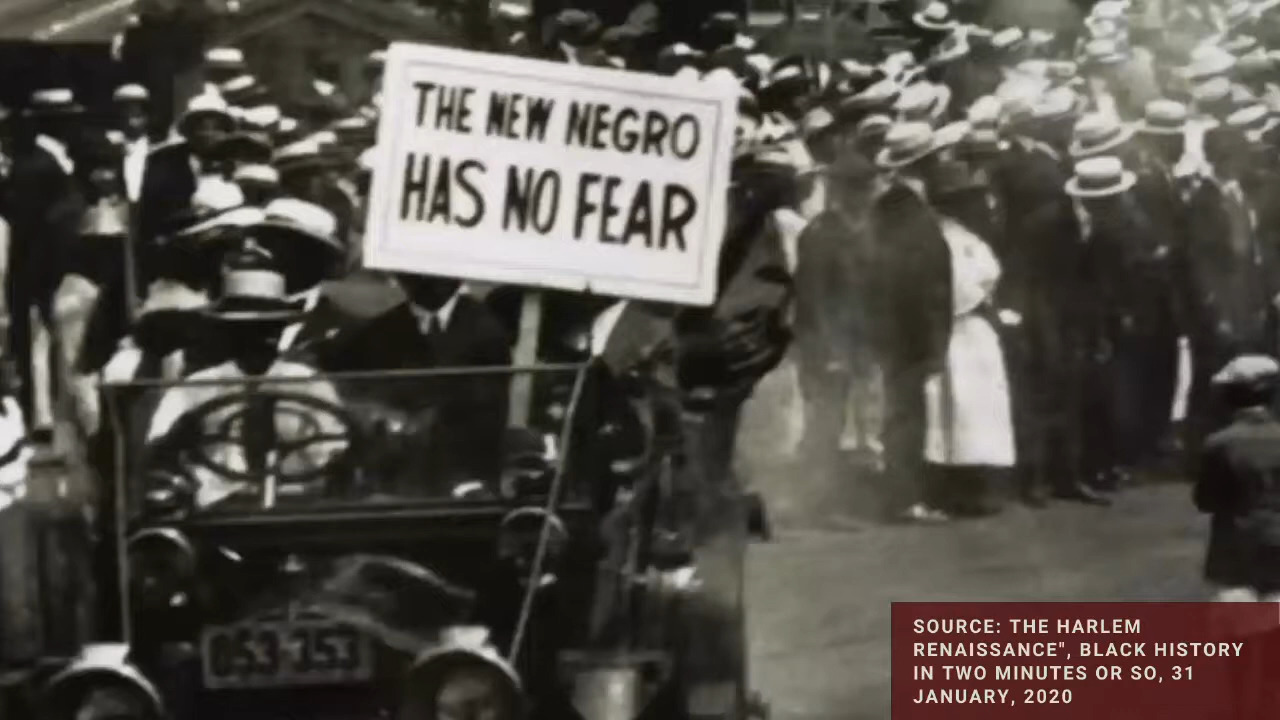 THE NEW NEGRO
HAS NO FEAR
SOURCE: THE HARLEM
RENAISSANCE", BLACK HISTORY
IN TWO MINUTES OR SO, 31
JANUARY, 2020